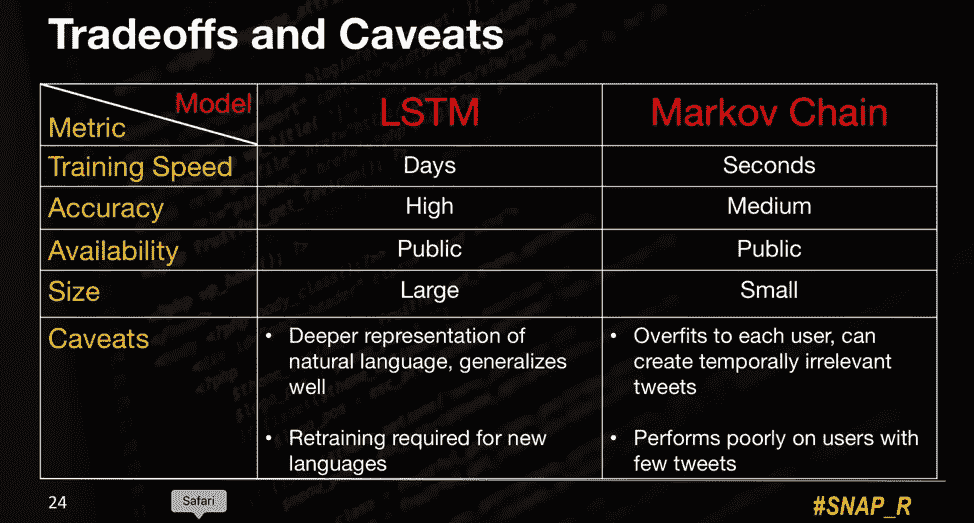 Tradeoffs and Caveats
Model
Metric
LSTM
Markov Chain
Training Speed
Days
Seconds
Accuracy
High
Medium
Availability
Public
Public
Size
Large
Small
Caveats
• Deeper representation of
natural language, generalizes
well
• Retraining required for new
languages
• Overfits to each user, can
create temporally irrelevant
tweets
• Performs poorly on users with
few tweets
24
Safari
#SNAP_R